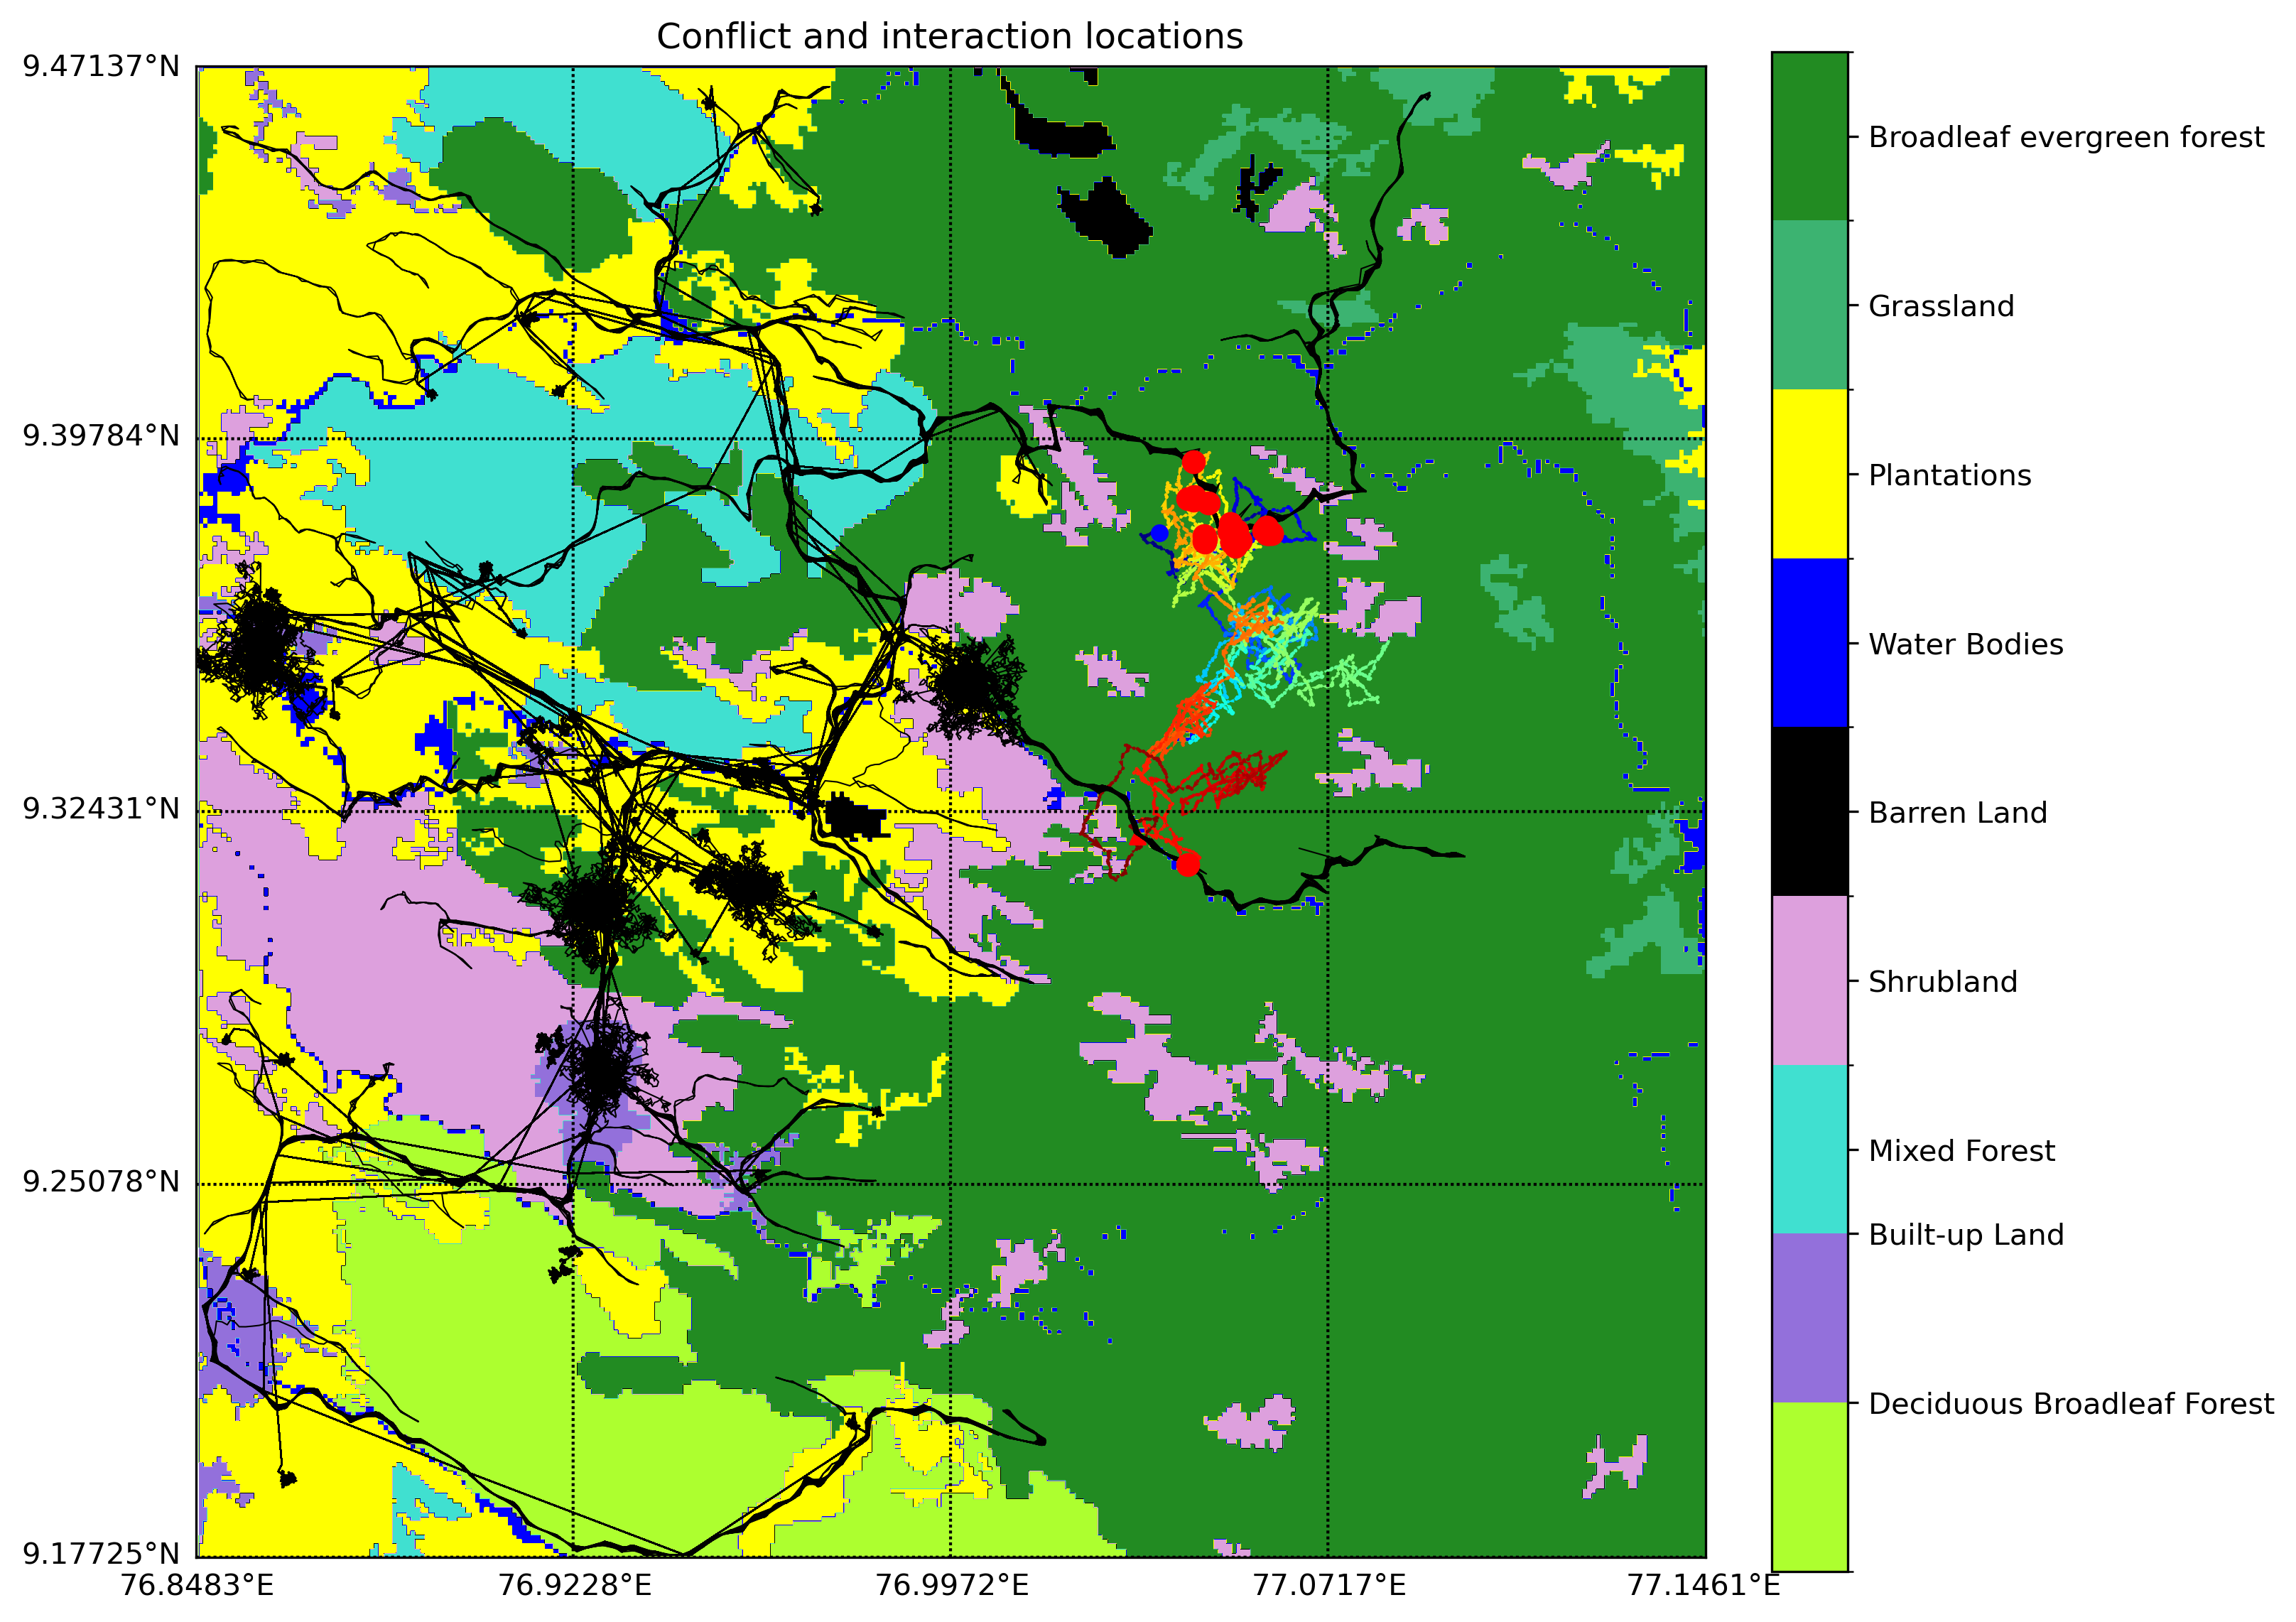 Conflict and interaction locations
9.47137°N
9.39784°N
9.32431°N
9.25078°N
9.17725°N
76.8483°E
76.9228°E
76.9972°E
77.0717°E
77.1461°E
Broadleaf evergreen forest
Grassland
Plantations
Water Bodies
Barren Land
Shrubland
Mixed Forest
Built-up Land
Deciduous Broadleaf Forest